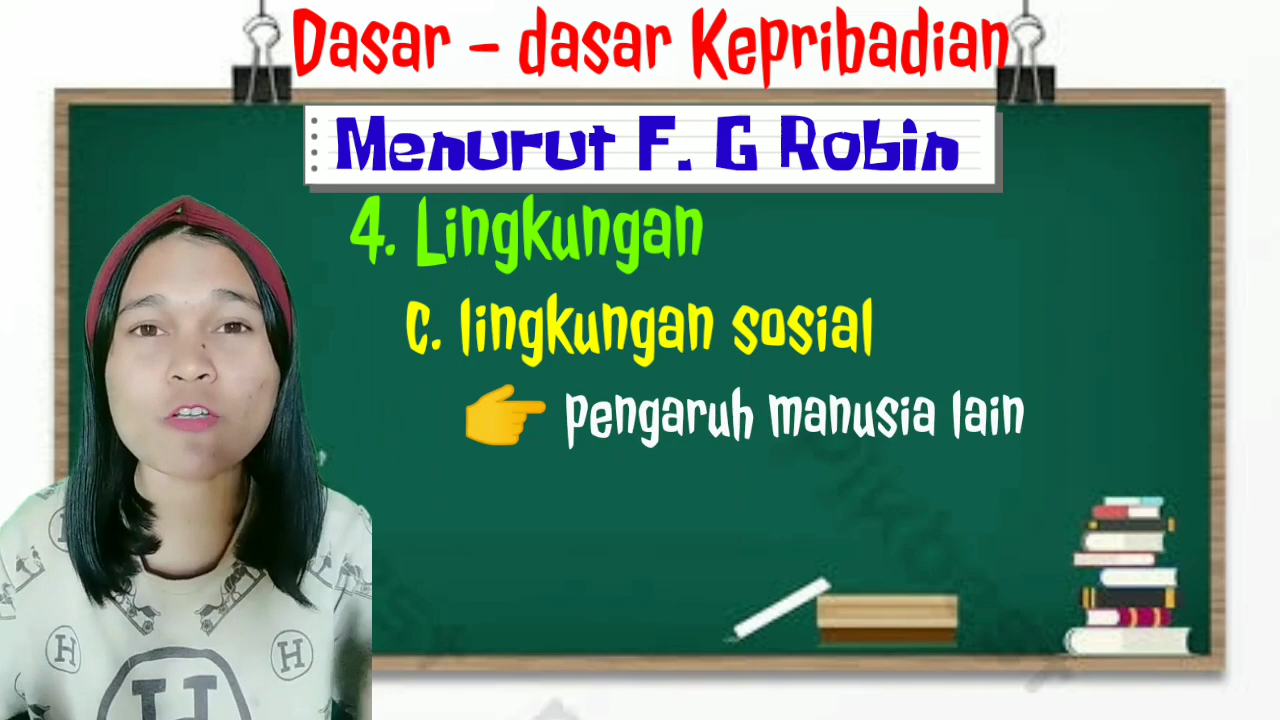 Dasar - dasar Kepribadian
Menurut F. G Robin
4. Lingkungan
c. lingkungan sosial
pengaruh manusia lain
H
H
H